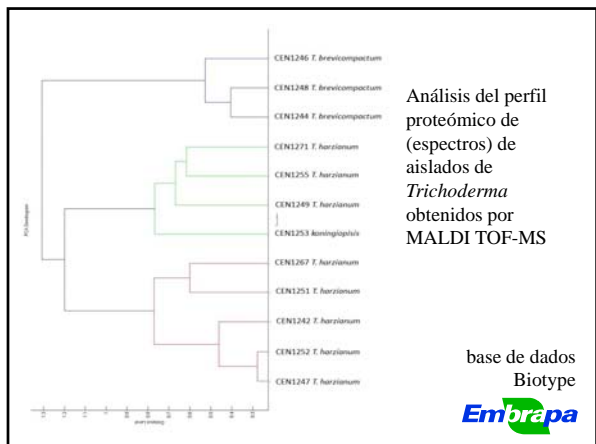 CEN1246 T. brevicompactum
CEN1248 T. brevicompactum
CEN1244 T. brevicompactum
CEN1271 T. harzianum
CEN1255 T. harzianum
CEN1249 T. harzianum
CEN1253 koningiopisis
CEN1267 T. harzianum
CEN1251 T. harzianum
CEN1242 T. harzianum
CEN1252 T. harzianum
CEN1247 T. harzianum
Análisis del perfil
proteómico de
(espectros) de
aislados de
Trichoderma
obtenidos por
MALDI TOF-MS
base de dados
Biotype
Embrapa